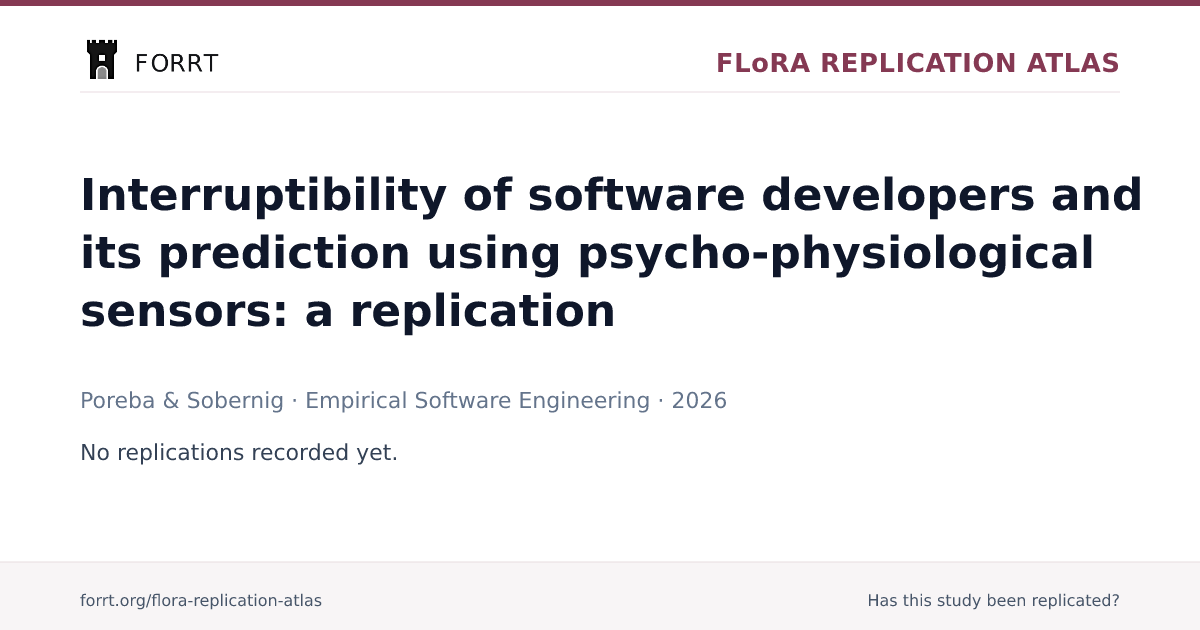 FORRT
FLoRA REPLICATION ATLAS
Interruptibility of software developers and
its prediction using psycho-physiological
sensors: a replication
Poreba & Sobernig · Empirical Software Engineering · 2026
No replications recorded yet.
forrt.org/flora-replication-atlas
Has this study been replicated?